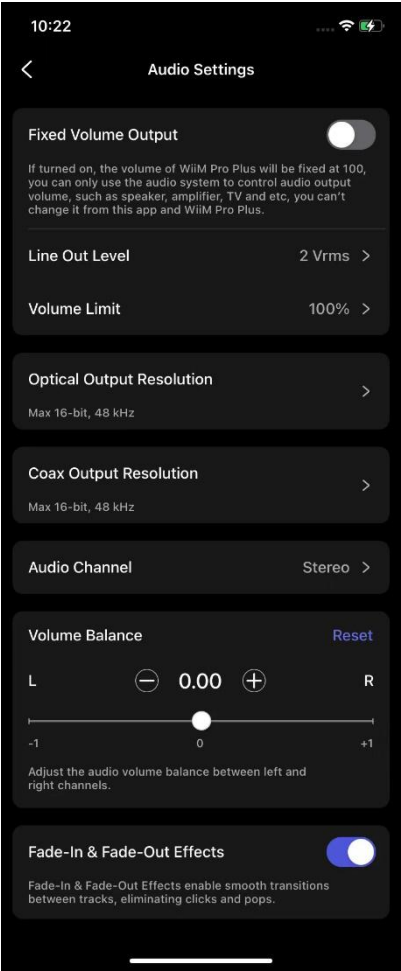 10:22
Audio Settings
Fixed Volume Output
If turned on, the volume of WiiM Pro Plus will be fixed at 100,
you can only use the audio system to control audio output
volume, such as speaker, amplifier, TV and etc, you can't
change it from this app and WiiM Pro Plus.
Line Out Level 2 Vrms >
Volume Limit 100% >
Optical Output Resolution >
Max 16-bit, 48 kHz
Coax Output Resolution >
Max 16-bit, 48 kHz
Audio Channel Stereo >
Volume Balance Reset
L − 0.00 + R
-1 0 +1
Adjust the audio volume balance between left and
right channels.
Fade-In & Fade-Out Effects
Fade-In & Fade-Out Effects enable smooth transitions
between tracks, eliminating clicks and pops.